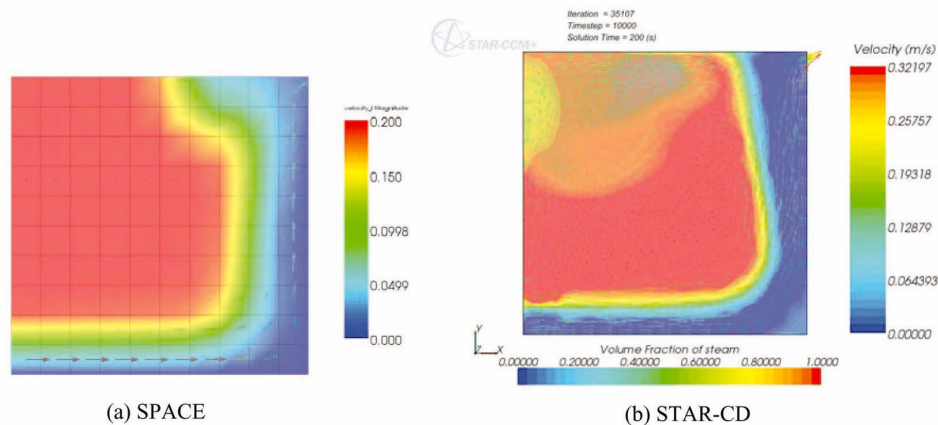 velocity_l Magnitude
0.200
0.150
0.0998
0.0499
0.000
(a) SPACE
STAR-CCM+
Iteration = 35107
Timestep = 10000
Solution Time = 200 (s)
Velocity (m/s)
0.32197
0.25757
0.19318
0.12879
0.064393
0.00000
Y
Z X
Volume Fraction of steam
0.00000 0.20000 0.40000 0.60000 0.80000 1.0000
(b) STAR-CD